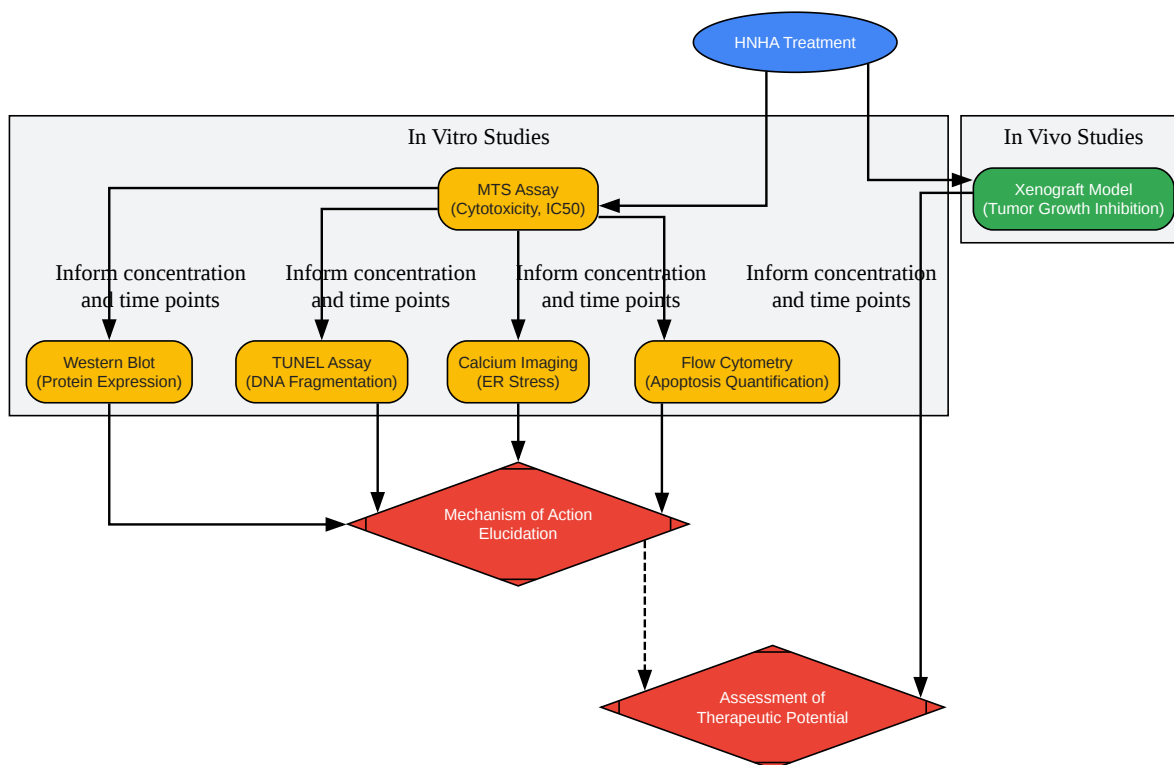 HNHA Treatment
In Vitro Studies
In Vivo Studies
MTS Assay
(Cytotoxicity, IC50)
Xenograft Model
(Tumor Growth Inhibition)
Inform concentration
and time points
Inform concentration
and time points
Inform concentration
and time points
Inform concentration
and time points
Western Blot
(Protein Expression)
TUNEL Assay
(DNA Fragmentation)
Calcium Imaging
(ER Stress)
Flow Cytometry
(Apoptosis Quantification)
Mechanism of Action
Elucidation
Assessment of
Therapeutic Potential